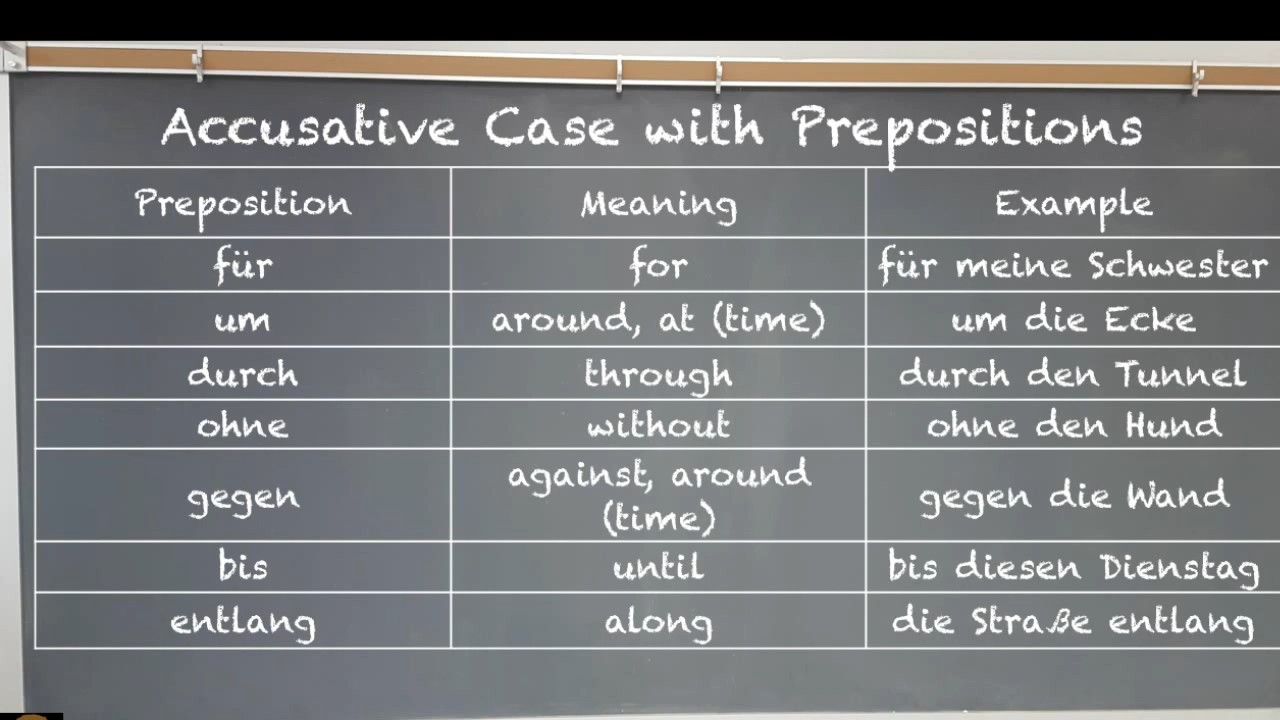 Accusative Case with Prepositions
Preposition Meaning Example
für for für meine Schwester
um around, at (time) um die Ecke
durch through durch den Tunnel
ohne without ohne den Hund
gegen against, around (time) gegen die Wand
bis until bis diesen Dienstag
entlang along die Straße entlang